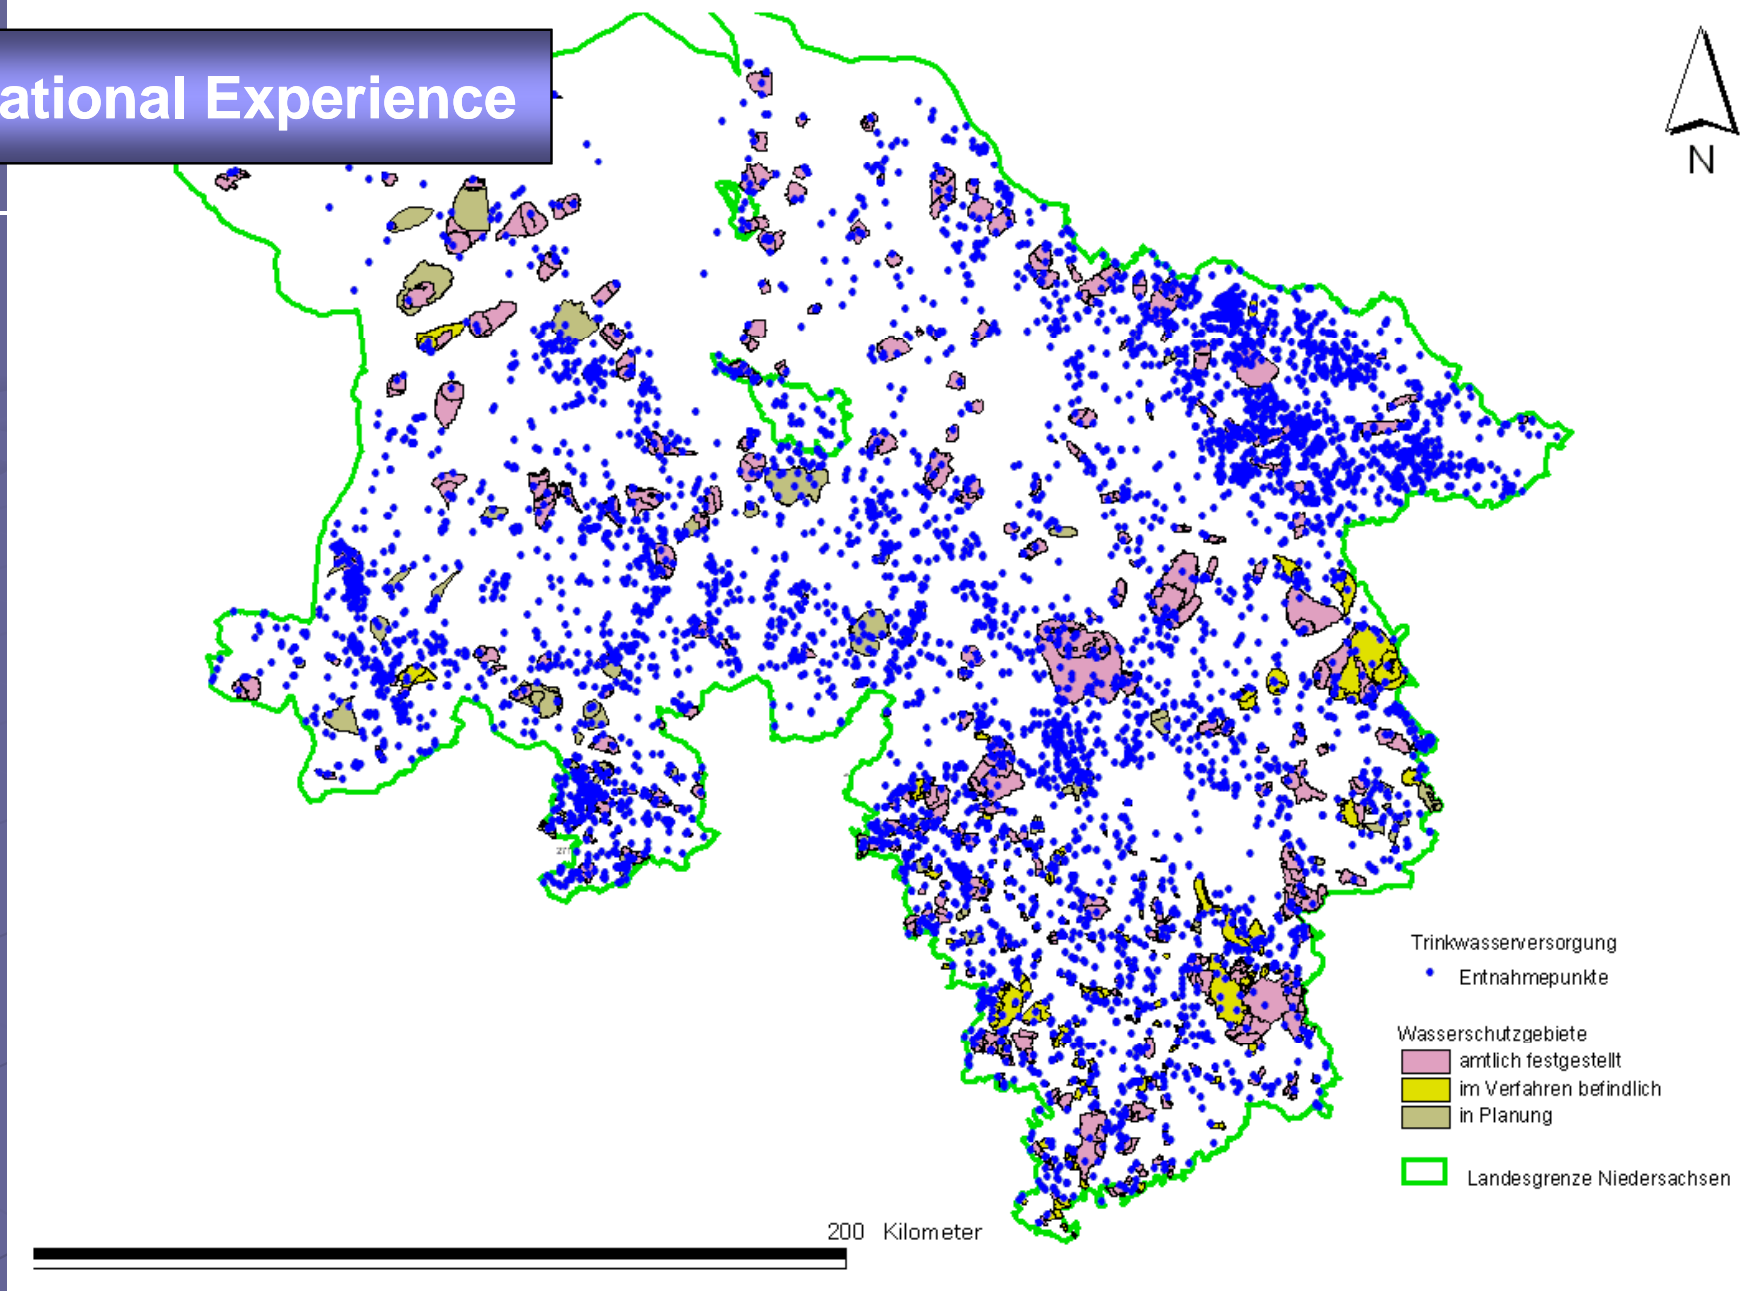 ational Experience
N
Trinkwasserversorgung
Entnahmepunkte
Wasserschutzgebiete
amtlich festgestellt
im Verfahren befindlich
in Planung
Landesgrenze Niedersachsen
200 Kilometer